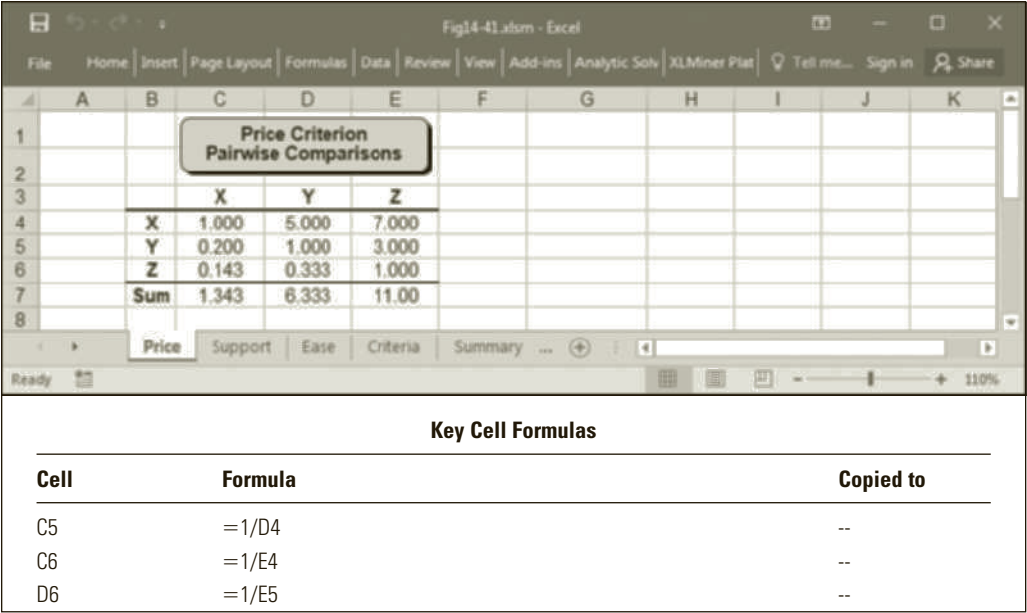 Fig14-41.xlsm - Excel
File Home Insert Page Layout Formulas Data Review View Add-ins Analytic Solv XLMiner Plat Tell me... Sign in Share
A B C D E F G H I J K
1 Price Criterion
2 Pairwise Comparisons
3 X Y Z
4 X 1.000 5.000 7.000
5 Y 0.200 1.000 3.000
6 Z 0.143 0.333 1.000
7 Sum 1.343 6.333 11.00
8
Price Support Ease Criteria Summary ...
Ready 110%
Key Cell Formulas
Cell Formula Copied to
C5 =1/D4 --
C6 =1/E4 --
D6 =1/E5 --